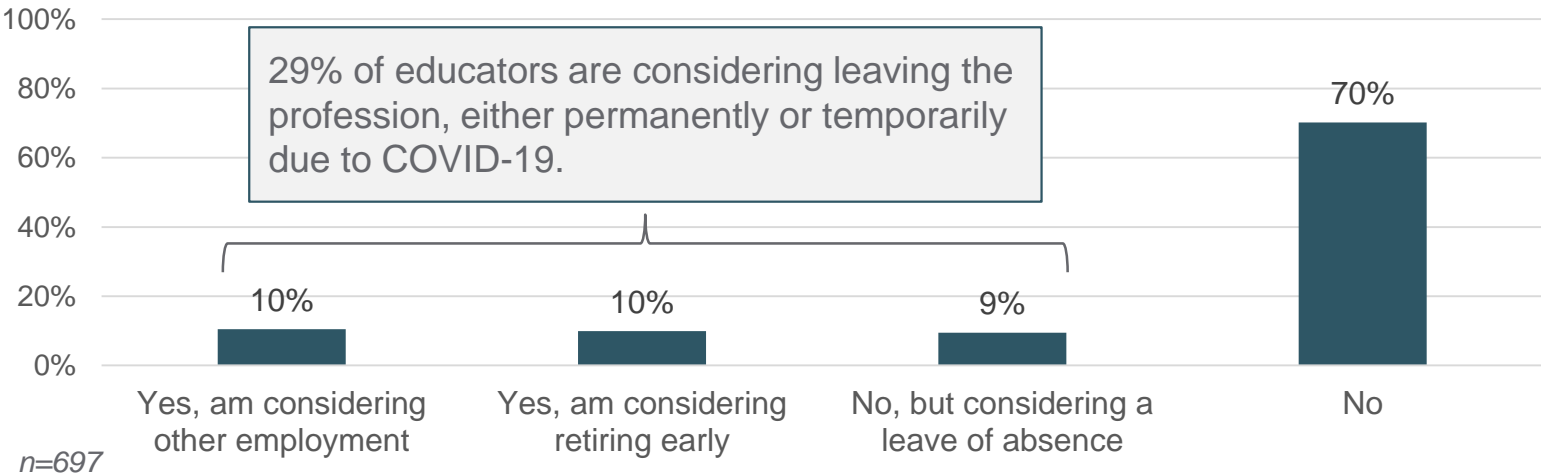 100%
80%
60%
40%
20%
0%
29% of educators are considering leaving the
profession, either permanently or temporarily
due to COVID-19.
10%
10%
9%
70%
Yes, am considering
other employment
Yes, am considering
retiring early
No, but considering a
leave of absence
No
n=697